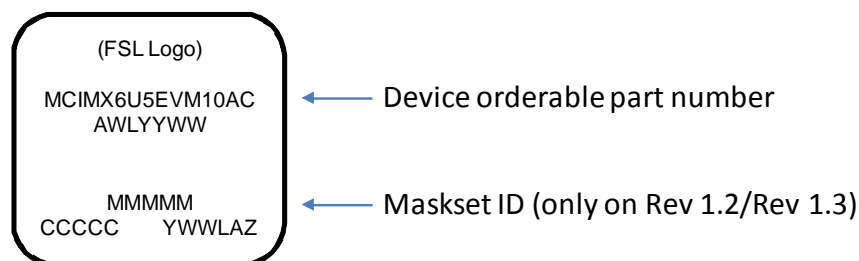 (FSL Logo)
MCIMX6U5EVM10AC
AWLYYWW
Device orderable part number
MMMMM
Maskset ID (only on Rev 1.2/Rev 1.3)
CCCCC YWWLAZ